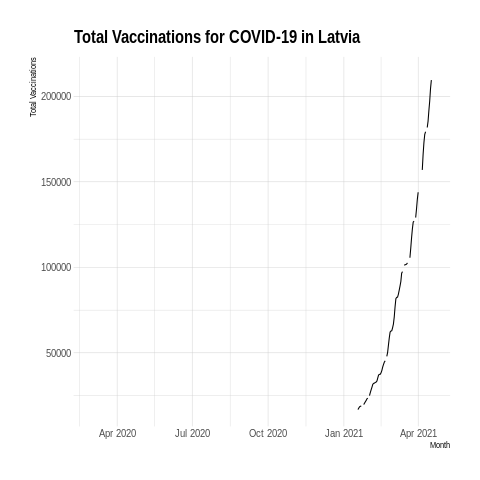 Total Vaccinations for COVID-19 in Latvia
Total Vaccinations
200000
150000
100000
50000
Apr 2020 Jul 2020 Oct 2020 Jan 2021 Apr 2021
Month